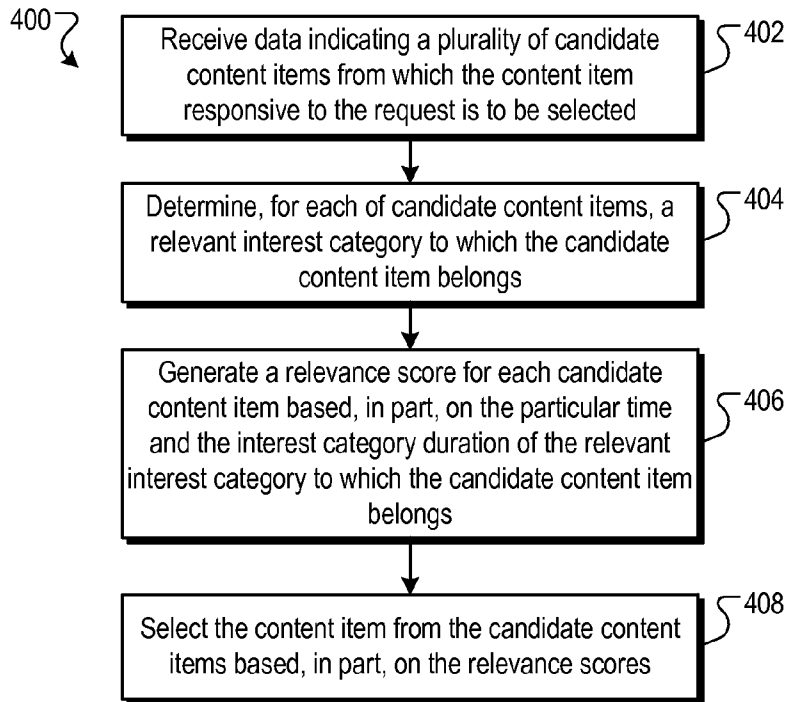 400
Receive data indicating a plurality of candidate
content items from which the content item
responsive to the request is to be selected
402
Determine, for each of candidate content items, a
relevant interest category to which the candidate
content item belongs
404
Generate a relevance score for each candidate
content item based, in part, on the particular time
and the interest category duration of the relevant
interest category to which the candidate content item
belongs
406
Select the content item from the candidate content
items based, in part, on the relevance scores
408